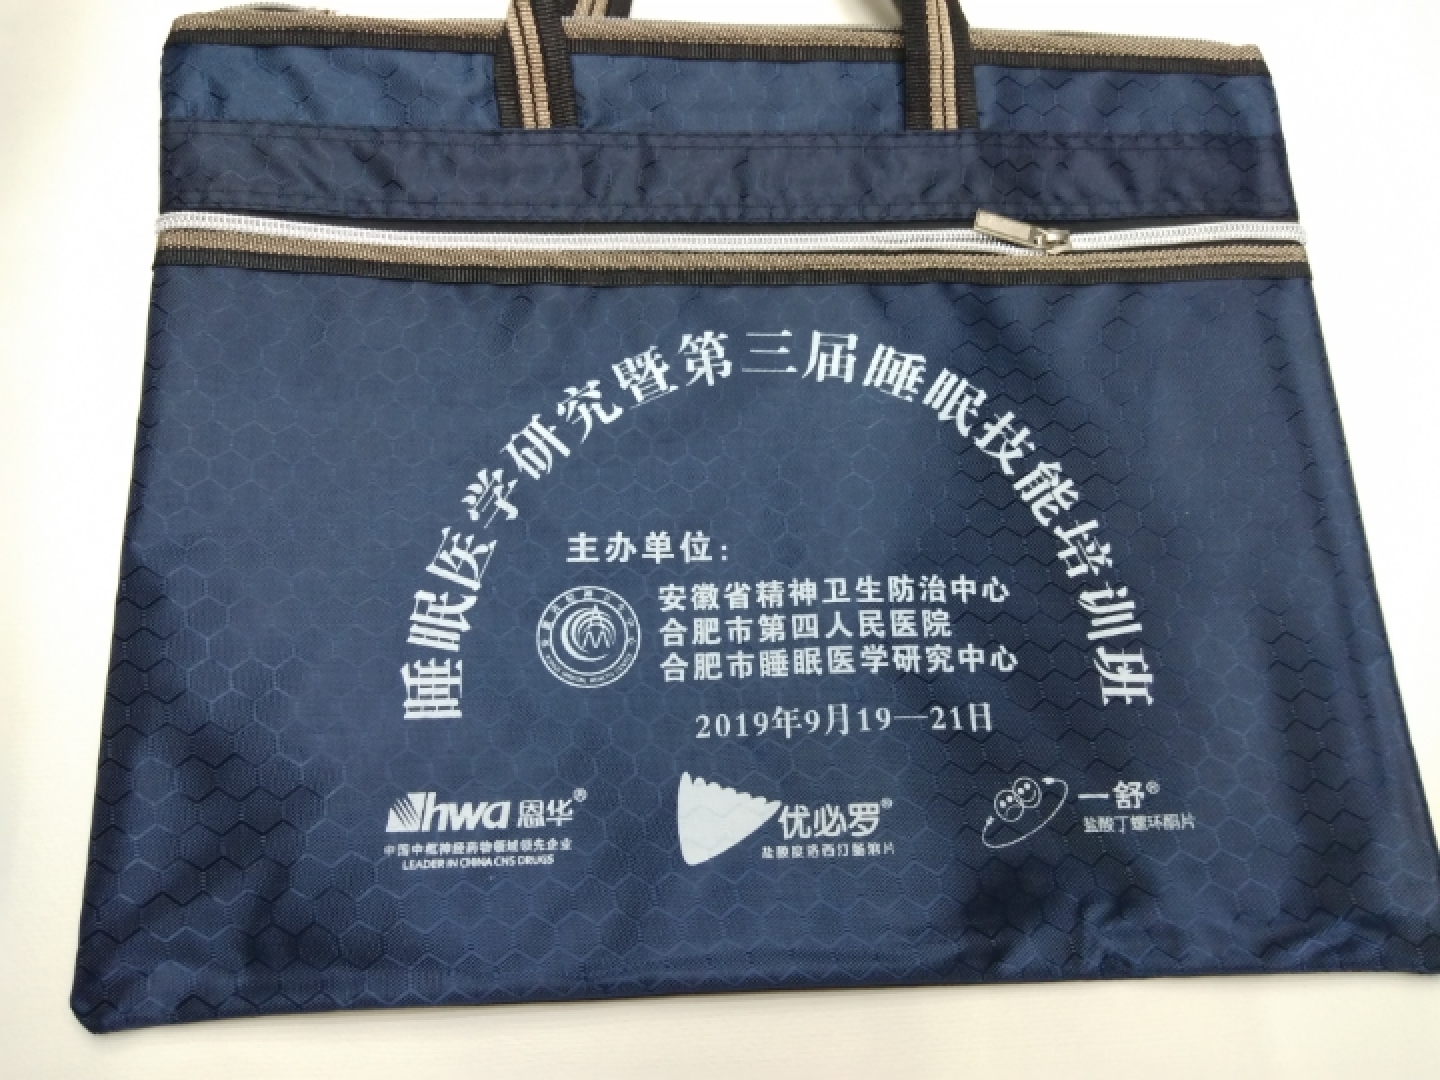 睡眠医学研究暨第三届睡眠技能培训班
主办单位:
安徽省精神卫生防治中心
合肥市第四人民医院
合肥市睡眠医学研究中心
2019年9月19—21日
Nhwa 恩华®
中国中枢神经药物领域领先企业
LEADER IN CHINA CNS DRUGS
优必罗®
盐酸度洛西汀肠溶片
一舒®
盐酸丁螺环酮片